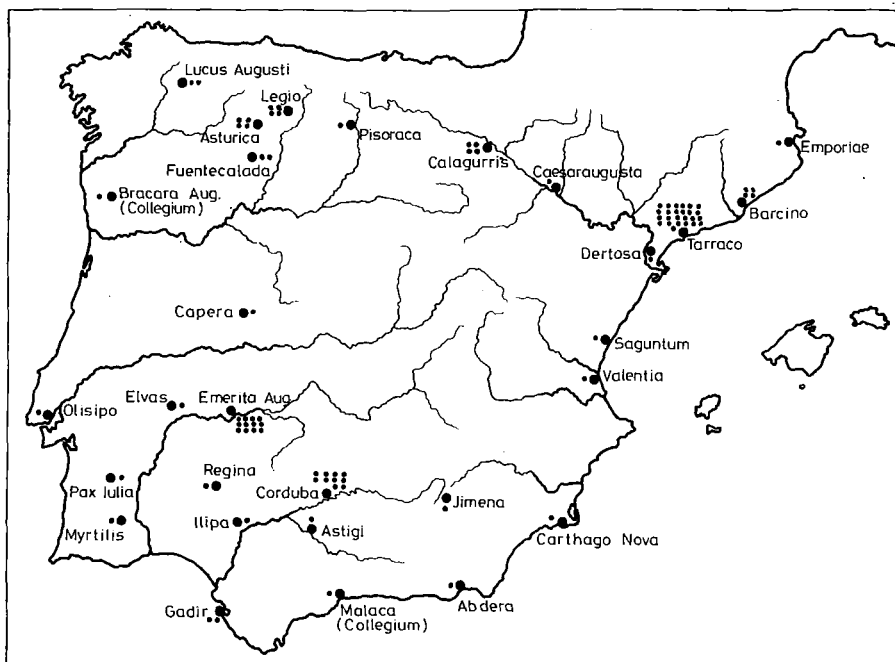 Lucus Augusti
Legio
Asturica
Pisoraca
Fuentecalada
Calagurris
Emporiae
Caesaraugusta
Bracara Aug.
(Collegium)
Barcino
Tarraco
Dertosa
Capera
Saguntum
Valentia
Elvas
Emerita Aug.
Olisipo
Regina
Pax Iulia
Corduba
Jimena
Myrtilis
Ilipa
Astigi
Carthago Nova
Gadir
Malaca
(Collegium)
Abdera